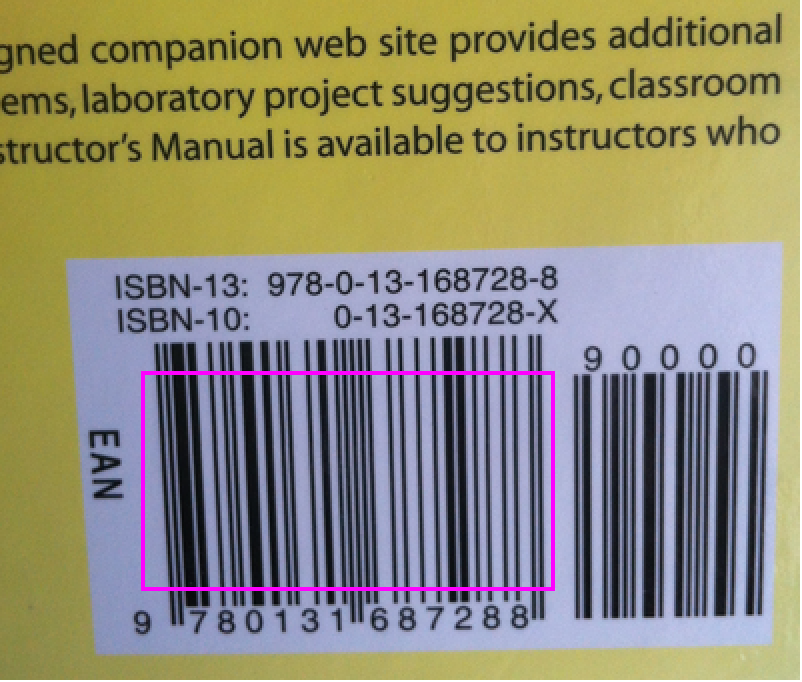 gned companion web site provides additional
ems, laboratory project suggestions, classroom
structor's Manual is available to instructors who
ISBN-13: 978-0-13-168728-8
ISBN-10: 0-13-168728-X
90000
EAN
9 780131 687288